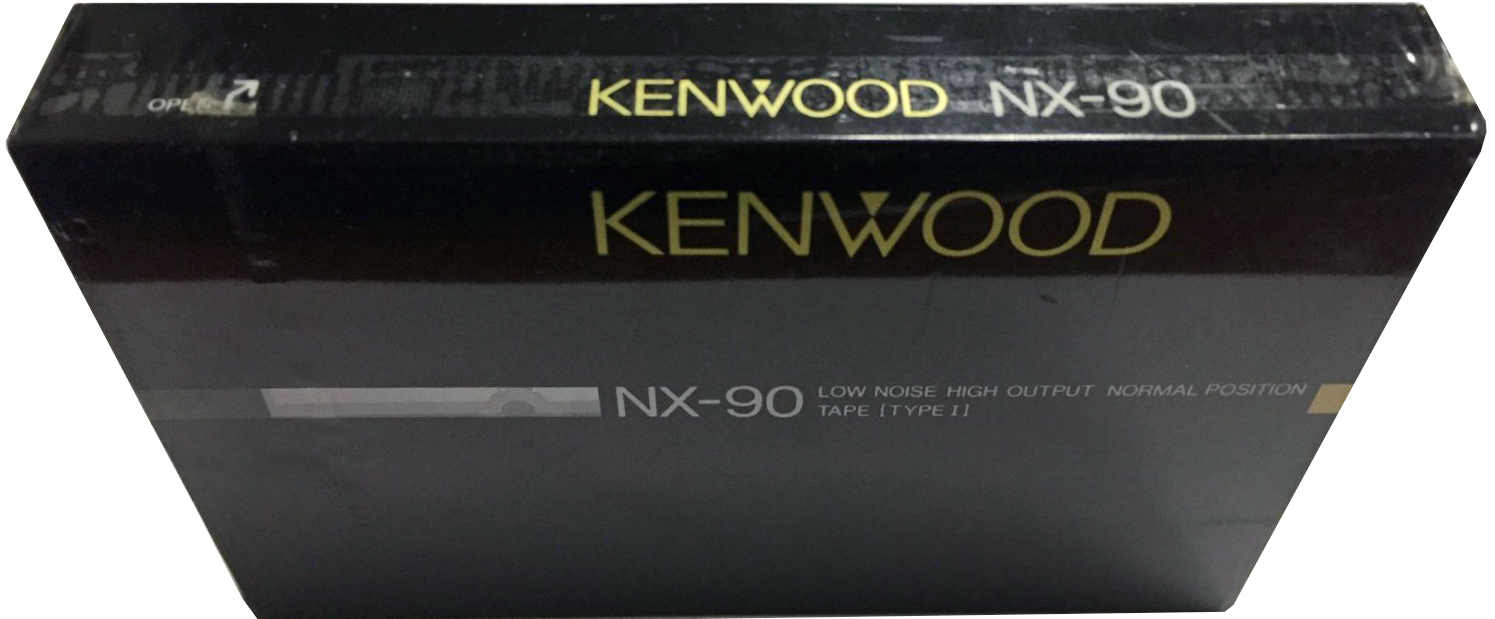 OPEN
KENWOOD NX-90
KENWOOD
NX-90 LOW NOISE HIGH OUTPUT NORMAL POSITION
TAPE [TYPE I]